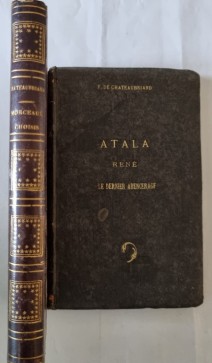 CHATEAUBRIAND
MORCEAUX
CHOISIS
F. DE CHATEAUBRIAND
ATALA
RENÉ
LE DERNIER ABENCERAGE